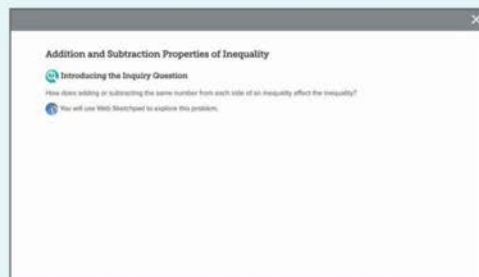 Addition and Subtraction Properties of Inequality
Introducing the Inquiry Question
How does adding or subtracting the same number from each side of an inequality affect the inequality?
You will use Web Sketchpad to explore this problem.